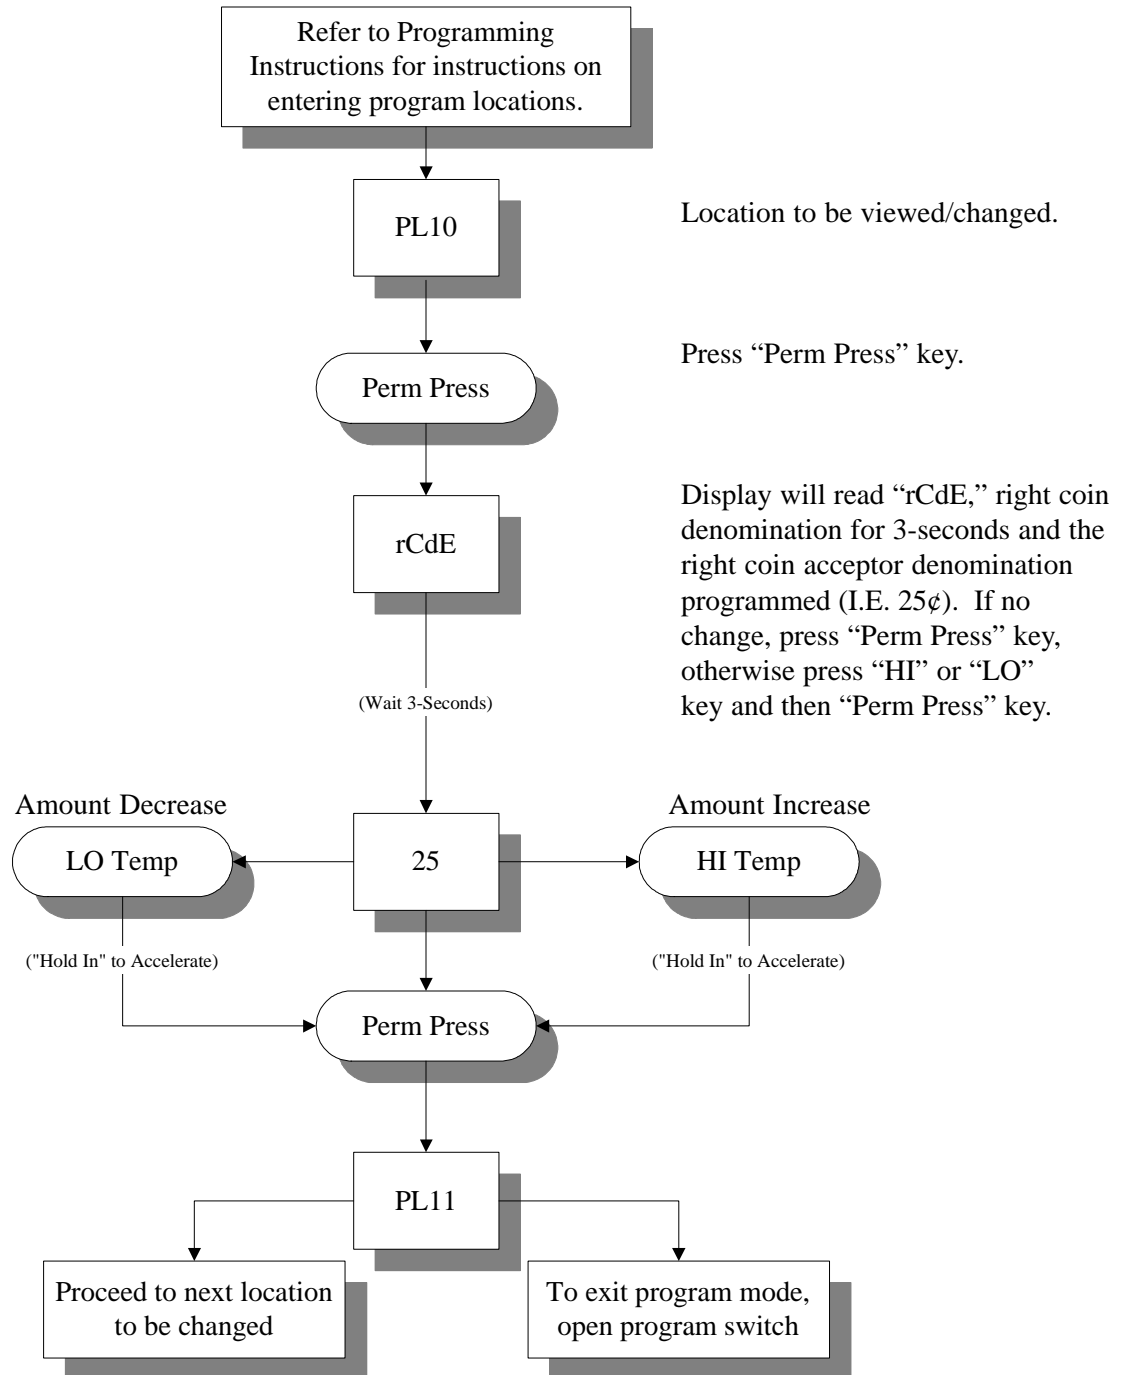 Refer to Programming
Instructions for instructions on
entering program locations.
PL10
Location to be viewed/changed.
Perm Press
Press “Perm Press” key.
rCdE
Display will read “rCdE,” right coin
denomination for 3-seconds and the
right coin acceptor denomination
programmed (I.E. 25¢).  If no
change, press “Perm Press” key,
otherwise press “HI” or “LO”
key and then “Perm Press” key.
(Wait 3-Seconds)
Amount Decrease
Amount Increase
LO Temp
25
HI Temp
("Hold In" to Accelerate)
("Hold In" to Accelerate)
Perm Press
PL11
Proceed to next location
to be changed
To exit program mode,
open program switch